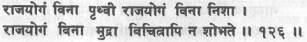 राजयोगं विना पृथ्वी राजयोगं विना निशा ।
राजयोगं विना मुद्रा विचित्रापि न शोभते ॥ १२६ ॥